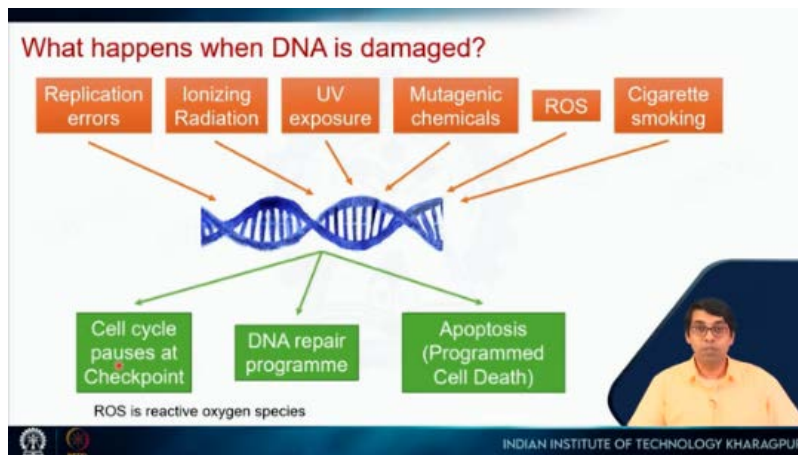 What happens when DNA is damaged?
Replication
errors
Ionizing
Radiation
UV
exposure
Mutagenic
chemicals
ROS
Cigarette
smoking
Cell cycle
pauses at
Checkpoint
DNA repair
programme
Apoptosis
(Programmed
Cell Death)
ROS is reactive oxygen species
INDIAN INSTITUTE OF TECHNOLOGY KHARAGPUR